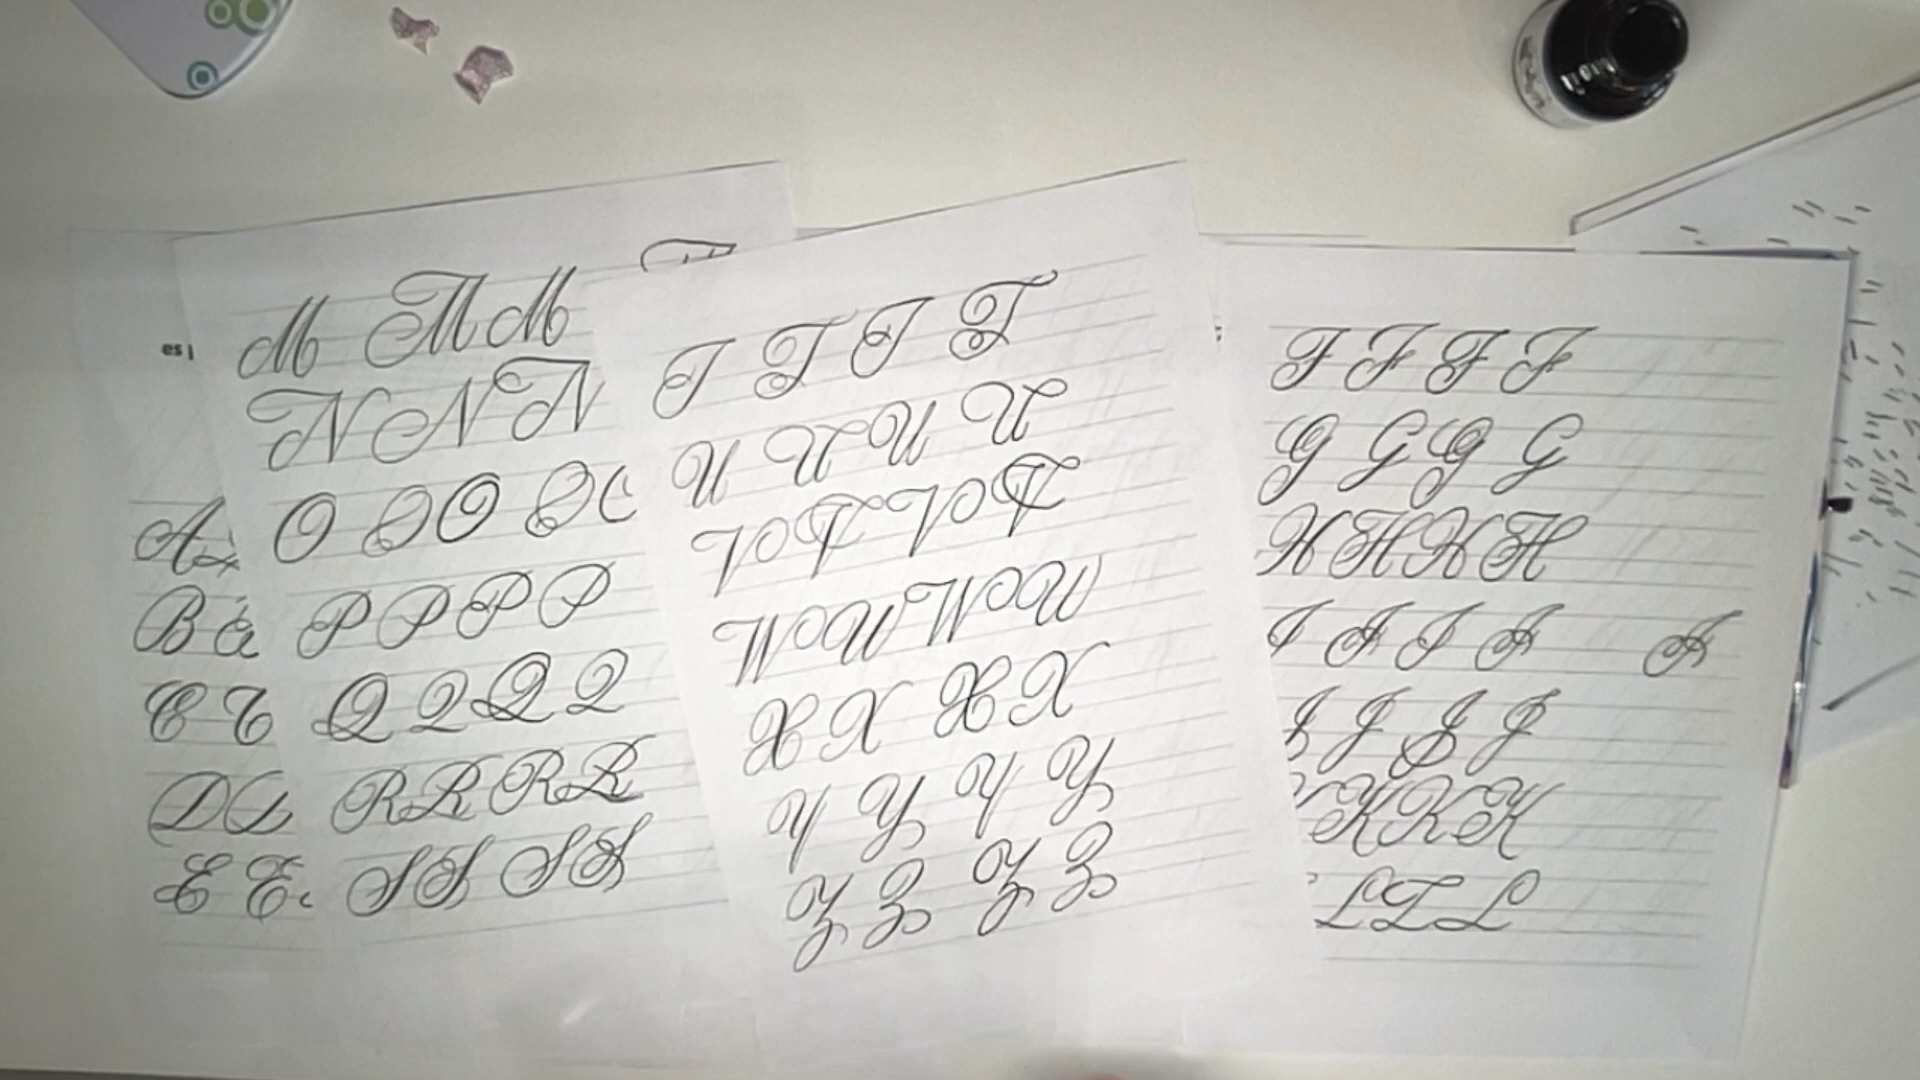 es
A
B
C C
D D
E E
M M M
N N N
O O O O
P P P P
Q Q Q Q
R R R R
S S S S
T T T T
U U U U
V V V V
W W W W
X X X X
Y Y Y Y
Z Z Z Z
F F F F
G G G G
H H H H
I I I I I
J J J J
K K K
L L L